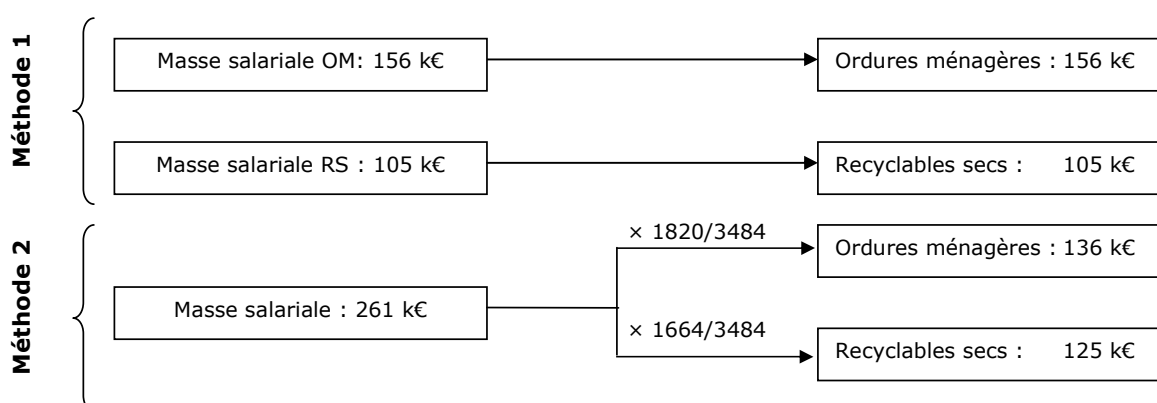 Méthode 1
Masse salariale OM: 156 k€
Ordures ménagères : 156 k€
Masse salariale RS : 105 k€
Recyclables secs : 105 k€
Méthode 2
× 1820/3484
Ordures ménagères : 136 k€
Masse salariale : 261 k€
× 1664/3484
Recyclables secs : 125 k€